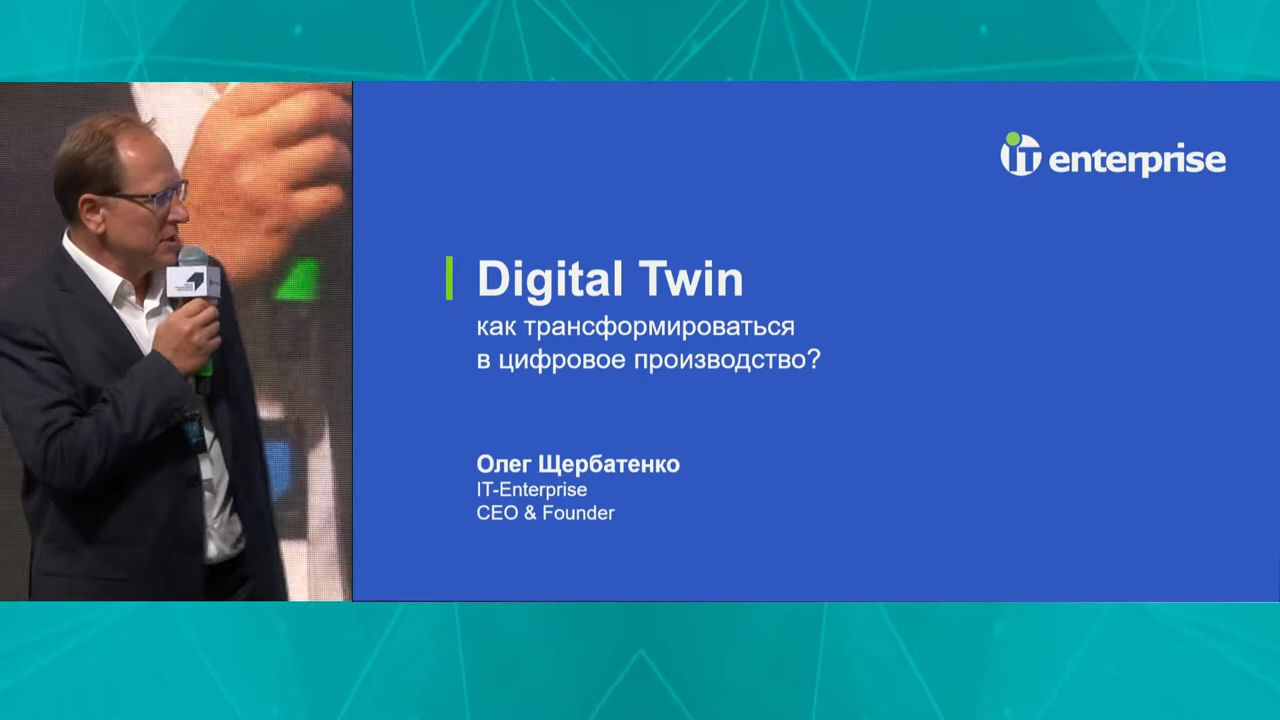 iT enterprise
Digital Twin
как трансформироваться
в цифровое производство?
Олег Щербатенко
IT-Enterprise
CEO & Founder